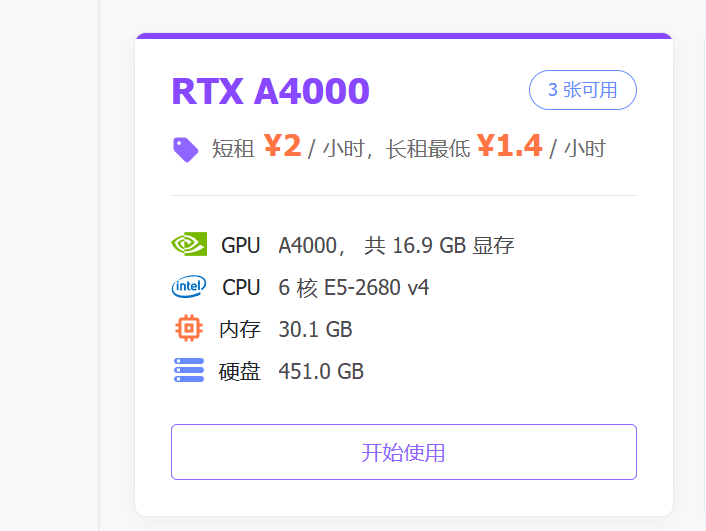 RTX A4000
3 张可用
短租 ¥2 / 小时，长租最低 ¥1.4 / 小时
GPU A4000， 共 16.9 GB 显存
intel CPU 6 核 E5-2680 v4
内存 30.1 GB
硬盘 451.0 GB
开始使用